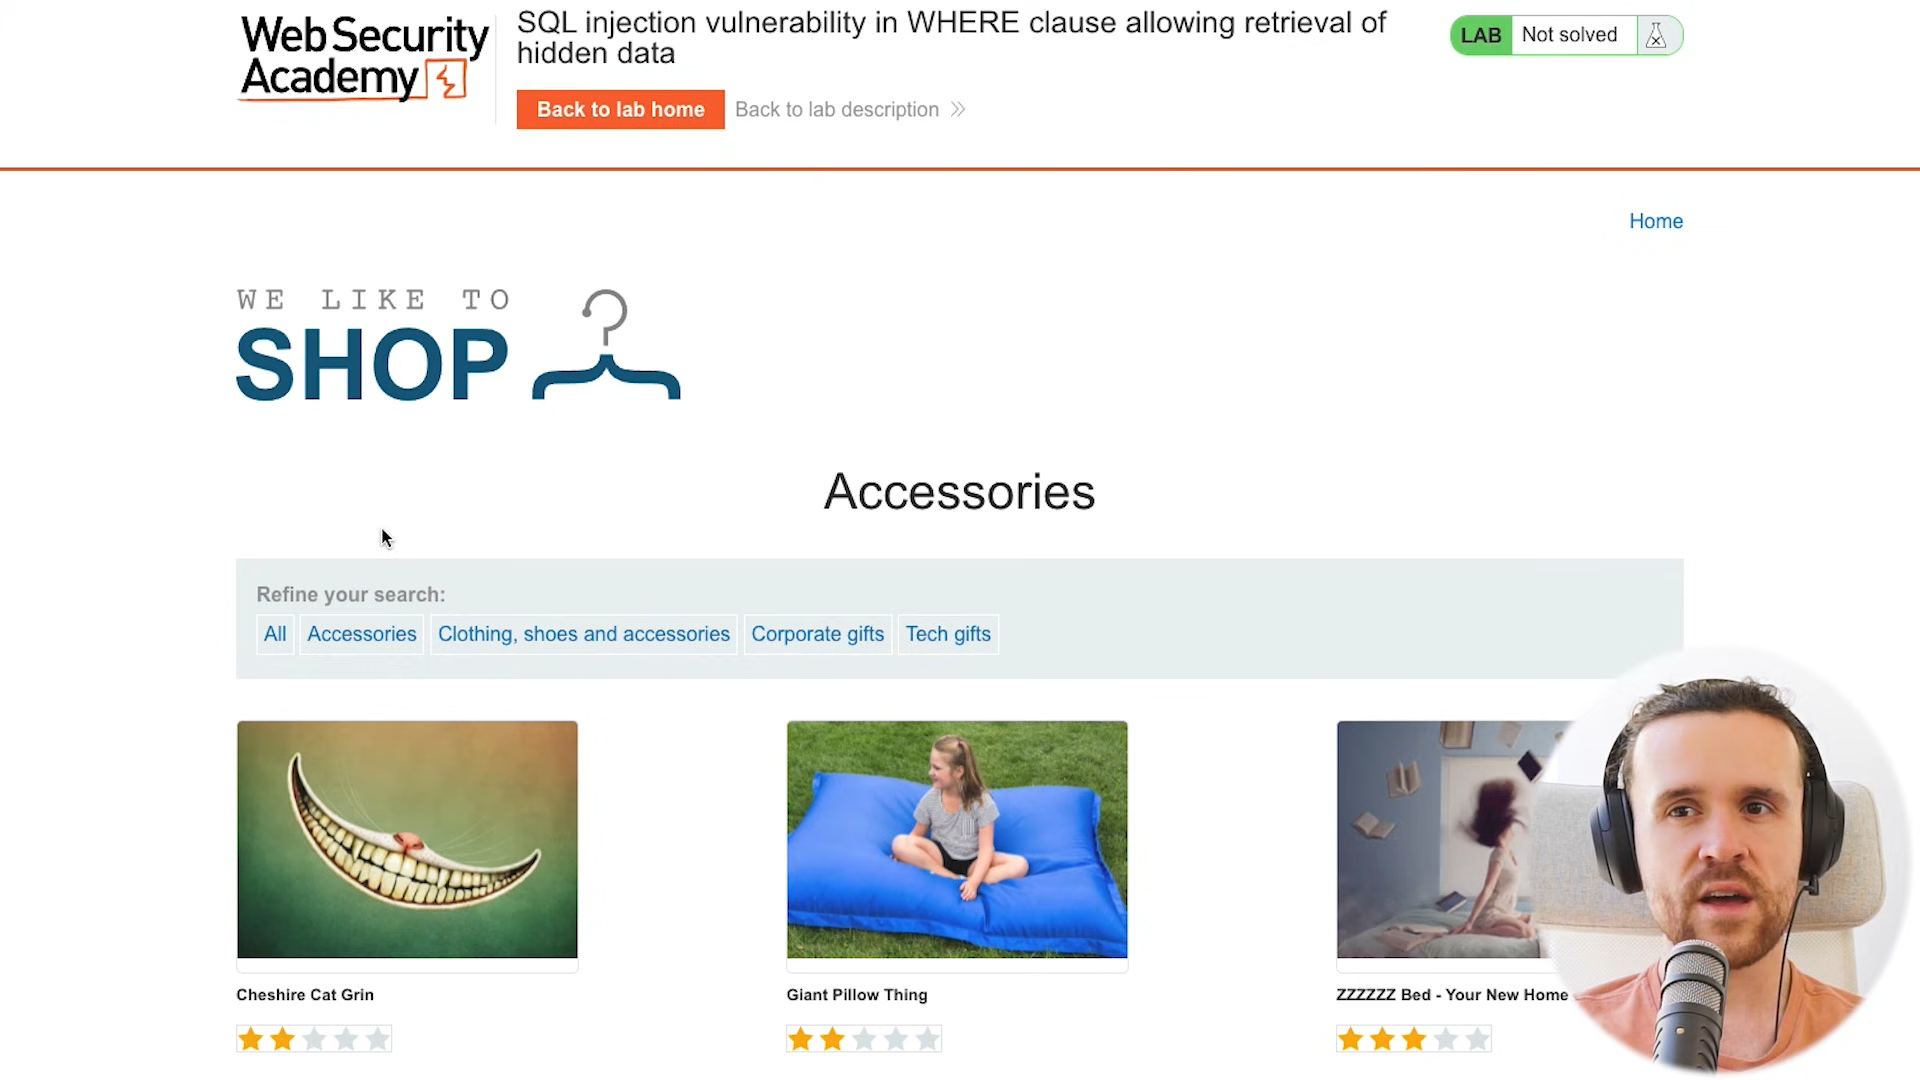 Web Security
Academy
SQL injection vulnerability in WHERE clause allowing retrieval of
hidden data
LAB Not solved
Back to lab home Back to lab description
Home
WE LIKE TO
SHOP
Accessories
Refine your search:
All Accessories Clothing, shoes and accessories Corporate gifts Tech gifts
Cheshire Cat Grin Giant Pillow Thing ZZZZZZ Bed - Your New Home